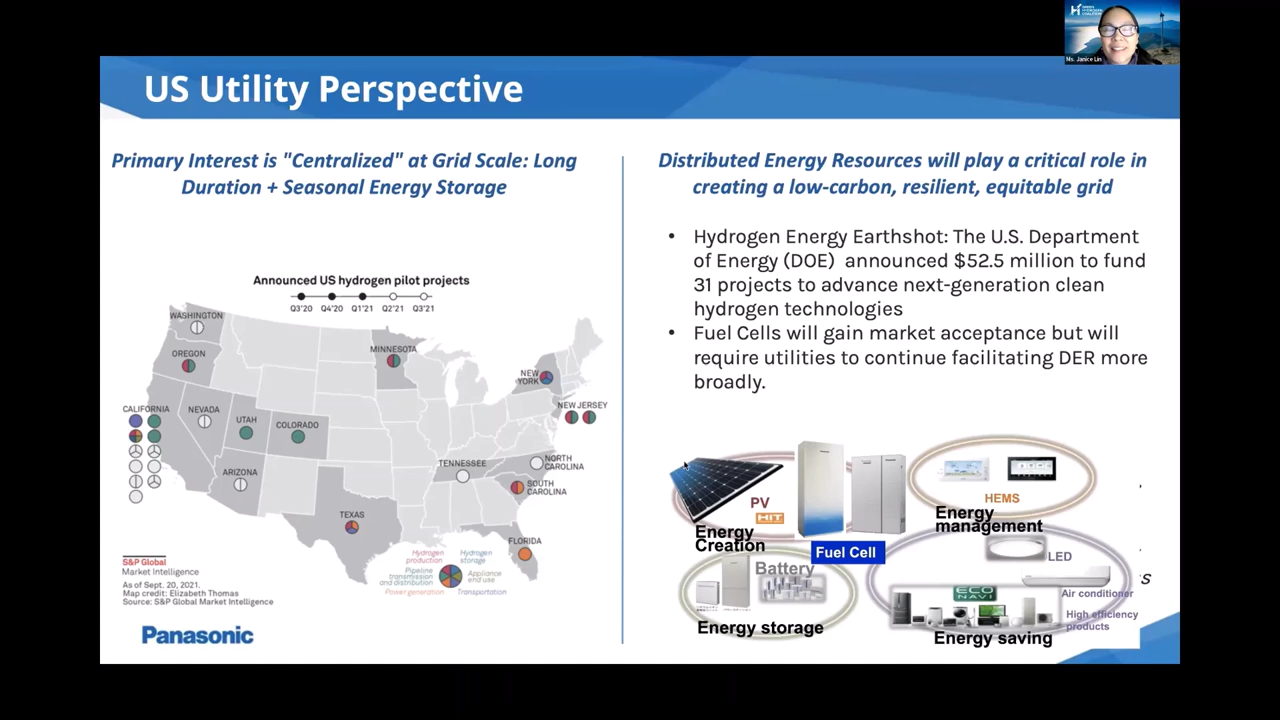 HYDROGEN
COALITION
Ms. Janice Lin
US Utility Perspective
Primary Interest is "Centralized" at Grid Scale: Long
Duration + Seasonal Energy Storage
Announced US hydrogen pilot projects
Q3'20 Q4'20 Q1'21 Q2'21 Q3'21
WASHINGTON
OREGON
MINNESOTA
NEW
YORK
NEW JERSEY
CALIFORNIA
NEVADA
UTAH
COLORADO
ARIZONA
TENNESSEE
NORTH
CAROLINA
SOUTH
CAROLINA
TEXAS
FLORIDA
Hydrogen
production
Hydrogen
storage
Pipeline
transmission
and distribution
Appliance
end use
Power generation
Transportation
S&P Global
Market Intelligence
As of Sept. 20, 2021.
Map credit: Elizabeth Thomas
Source: S&P Global Market Intelligence
Panasonic
Distributed Energy Resources will play a critical role in
creating a low-carbon, resilient, equitable grid
• Hydrogen Energy Earthshot: The U.S. Department
of Energy (DOE) announced $52.5 million to fund
31 projects to advance next-generation clean
hydrogen technologies
• Fuel Cells will gain market acceptance but will
require utilities to continue facilitating DER more
broadly.
PV
HIT
Energy
Creation
Fuel Cell
HEMS
Energy
management
Battery
Energy storage
LED
Air conditioner
ECO
NAVI
High efficiency
products
Energy saving
s